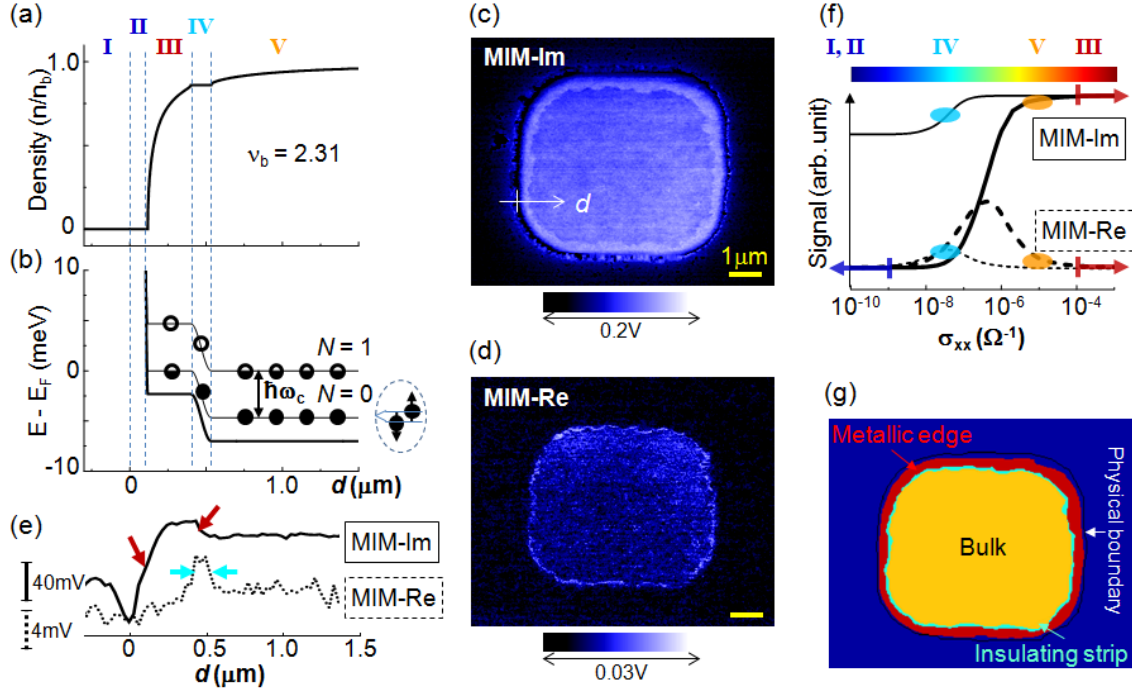 (a)
I
II
III
IV
V
Density (n/n_b)
1.0
0
ν_b = 2.31
(b)
E - E_F (meV)
10
0
-10
N = 1
ħω_c
N = 0
0
1.0
d (μm)
(e)
MIM-Im
MIM-Re
40mV
4mV
0
0.5
1.0
1.5
d (μm)
(c)
MIM-Im
d
1μm
0.2V
(d)
MIM-Re
0.03V
(f)
I, II
IV
V
III
Signal (arb. unit)
MIM-Im
MIM-Re
10⁻¹⁰
10⁻⁸
10⁻⁶
10⁻⁴
σ_xx (Ω⁻¹)
(g)
Metallic edge
Physical boundary
Bulk
Insulating strip